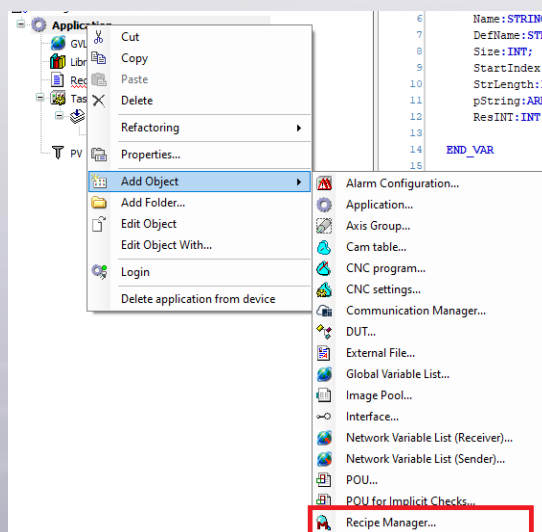 Application
GVL
Cut
Copy
Paste
Delete
Refactoring
Properties...
Add Object
Add Folder...
Edit Object
Edit Object With...
Login
Delete application from device
Libr
Rec
Tas
PV
6 Name:STRING
7 DefName:STR
8 Size:INT;
9 StartIndex
10 StrLength:
11 pString:ARR
12 ResINT:INT
13
14 END_VAR
15
Alarm Configuration...
Application...
Axis Group...
Cam table...
CNC program...
CNC settings...
Communication Manager...
DUT...
External File...
Global Variable List...
Image Pool...
Interface...
Network Variable List (Receiver)...
Network Variable List (Sender)...
POU...
POU for Implicit Checks...
Recipe Manager...